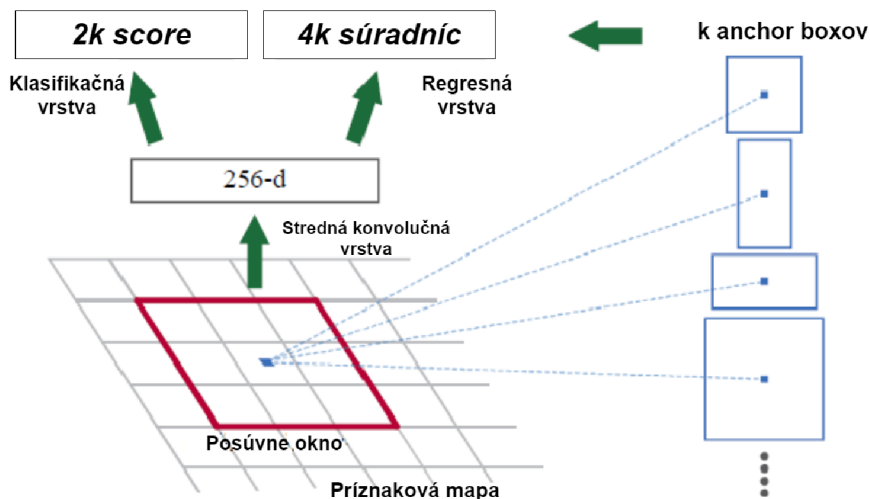 2k score
4k súradníc
k anchor boxov
Klasifikačná
vrstva
Regresná
vrstva
256-d
Stredná konvolučná
vrstva
Posúvne okno
Príznaková mapa